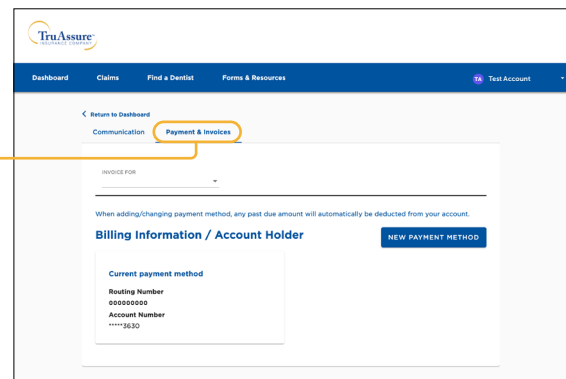 TruAssure
INSURANCE COMPANY
Dashboard Claims Find a Dentist Forms & Resources TA Test Account
Return to Dashboard
Communication Payment & Invoices
INVOICE FOR
When adding/changing payment method, any past due amount will automatically be deducted from your account.
Billing Information / Account Holder NEW PAYMENT METHOD
Current payment method
Routing Number
000000000
Account Number
*****3630